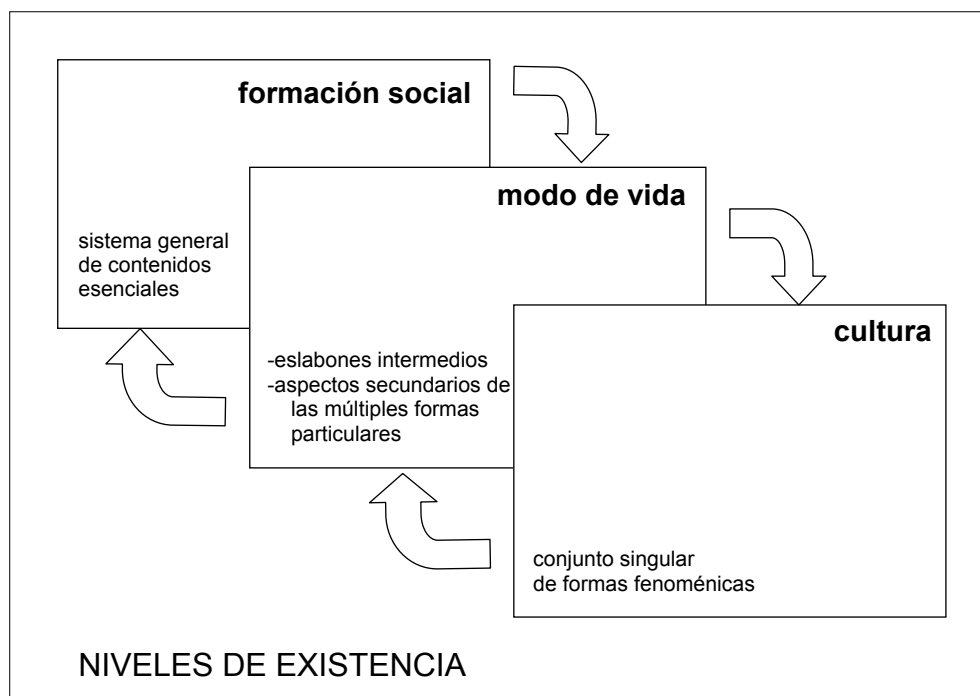 formación social
sistema general
de contenidos
esenciales
modo de vida
-eslabones intermedios
-aspectos secundarios de
las múltiples formas
particulares
cultura
conjunto singular
de formas fenoménicas
NIVELES DE EXISTENCIA